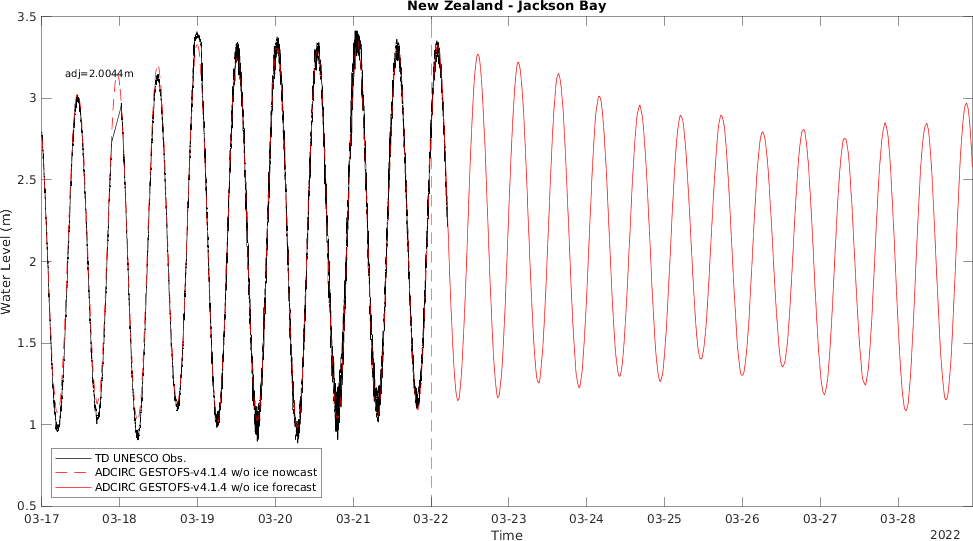 New Zealand - Jackson Bay
3.5
adj=2.0044m
3
2.5
2
1.5
1
0.5
Water Level (m)
TD UNESCO Obs.
ADCIRC GESTOFS-v4.1.4 w/o ice nowcast
ADCIRC GESTOFS-v4.1.4 w/o ice forecast
03-17 03-18 03-19 03-20 03-21 03-22 03-23 03-24 03-25 03-26 03-27 03-28
Time
2022